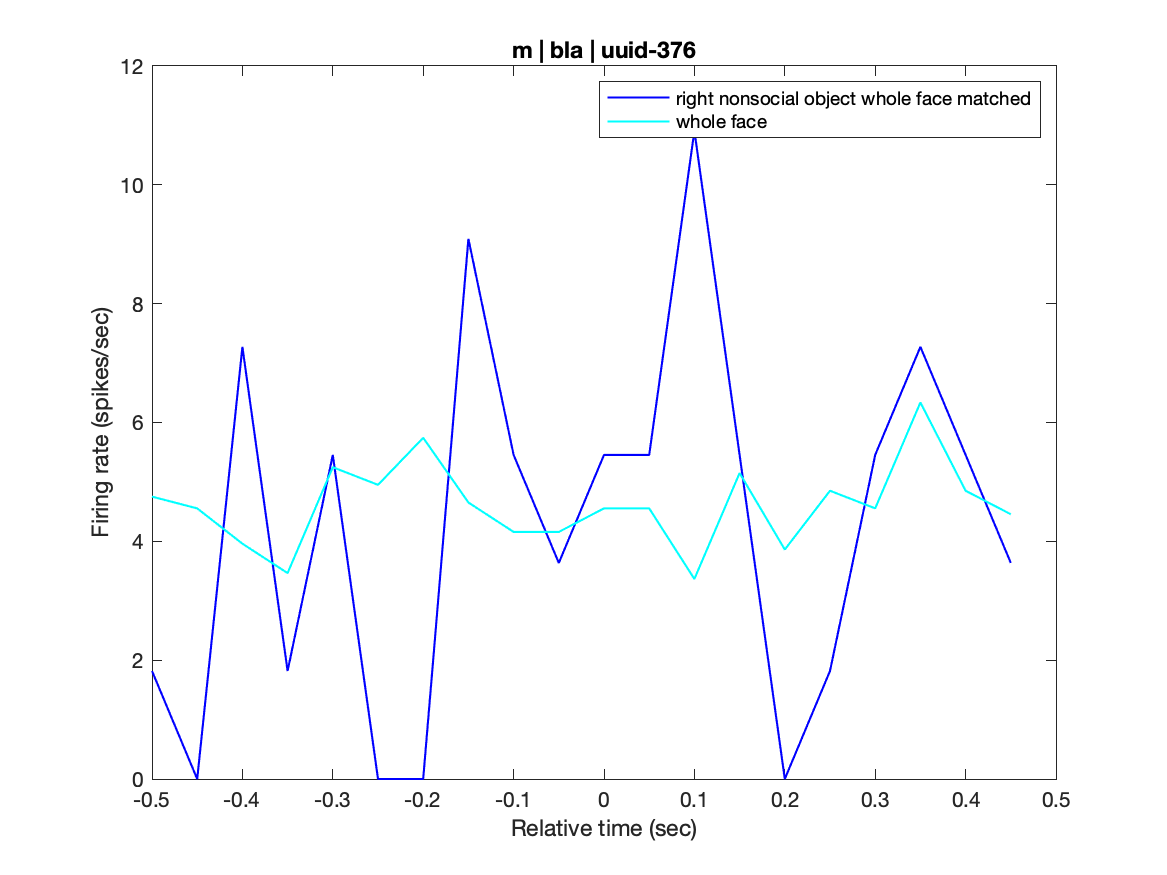 m | bla | uuid-376
right nonsocial object whole face matched
whole face
Firing rate (spikes/sec)
12
10
8
6
4
2
0
-0.5 -0.4 -0.3 -0.2 -0.1 0 0.1 0.2 0.3 0.4 0.5
Relative time (sec)